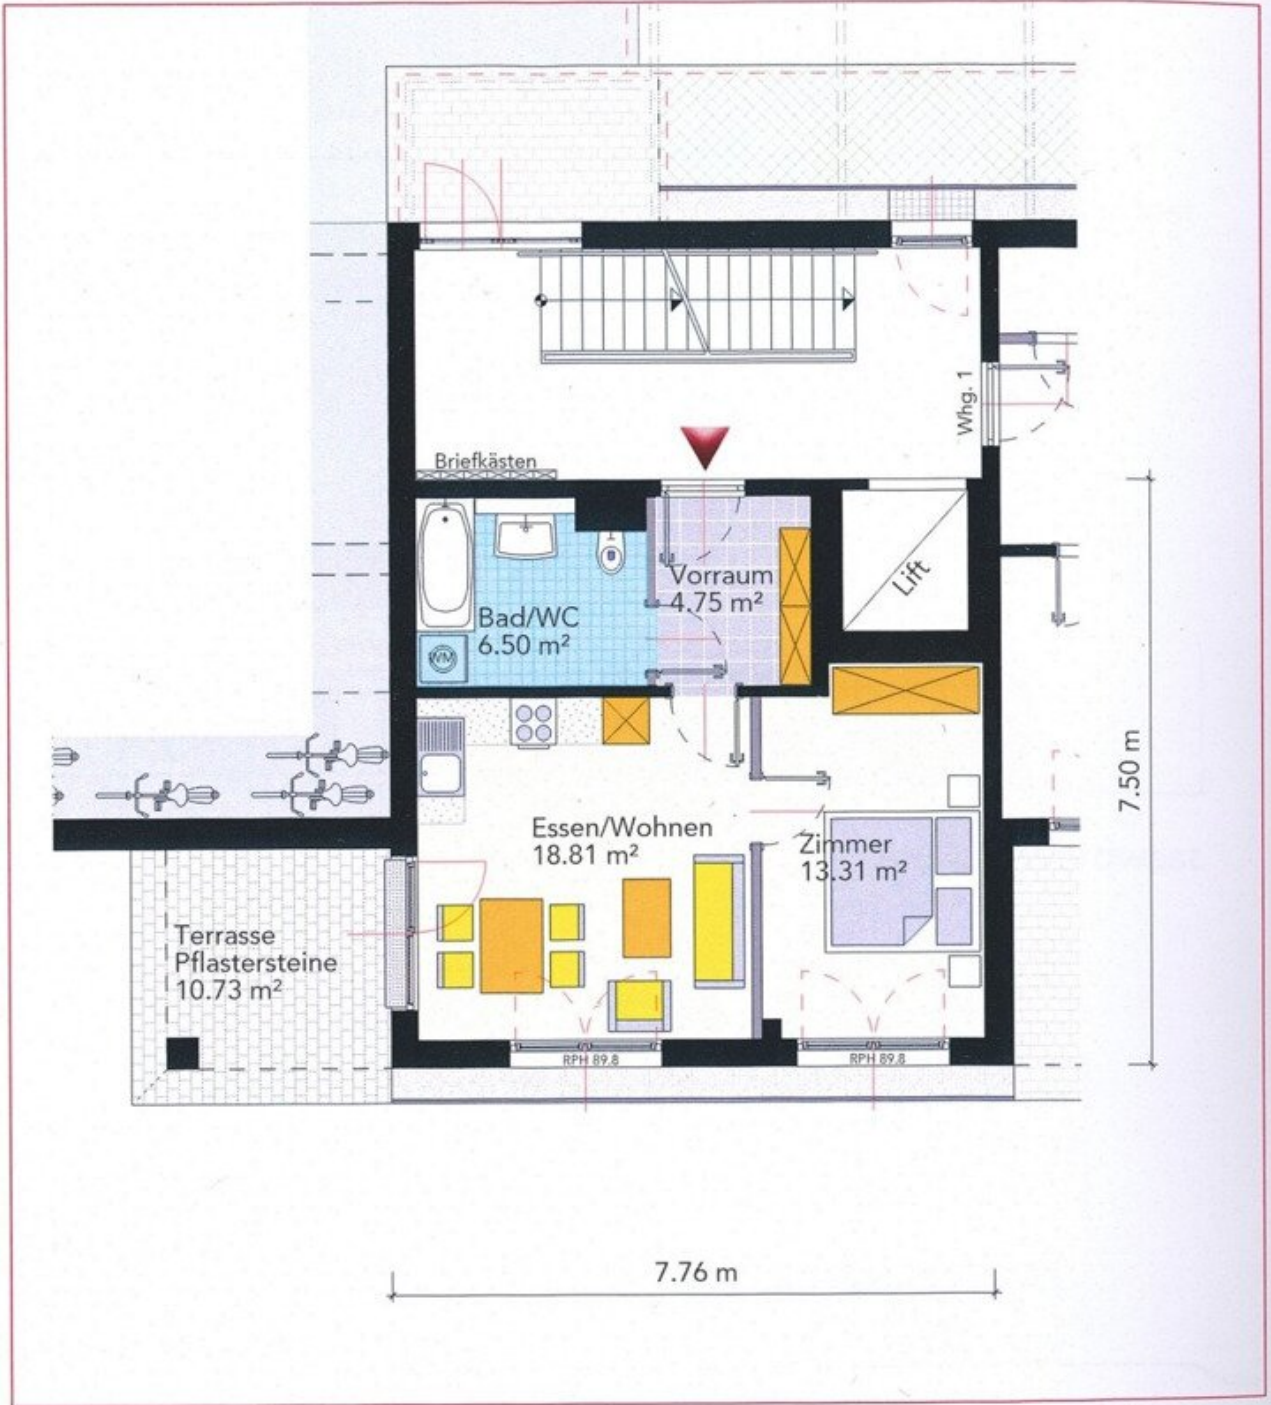 Whg. 1
Briefkästen
Lift
Vorraum
4.75 m²
Bad/WC
6.50 m²
WM
7.50 m
Essen/Wohnen
18.81 m²
Zimmer
13.31 m²
Terrasse
Pflastersteine
10.73 m²
RPH 89.8
RPH 89.8
7.76 m